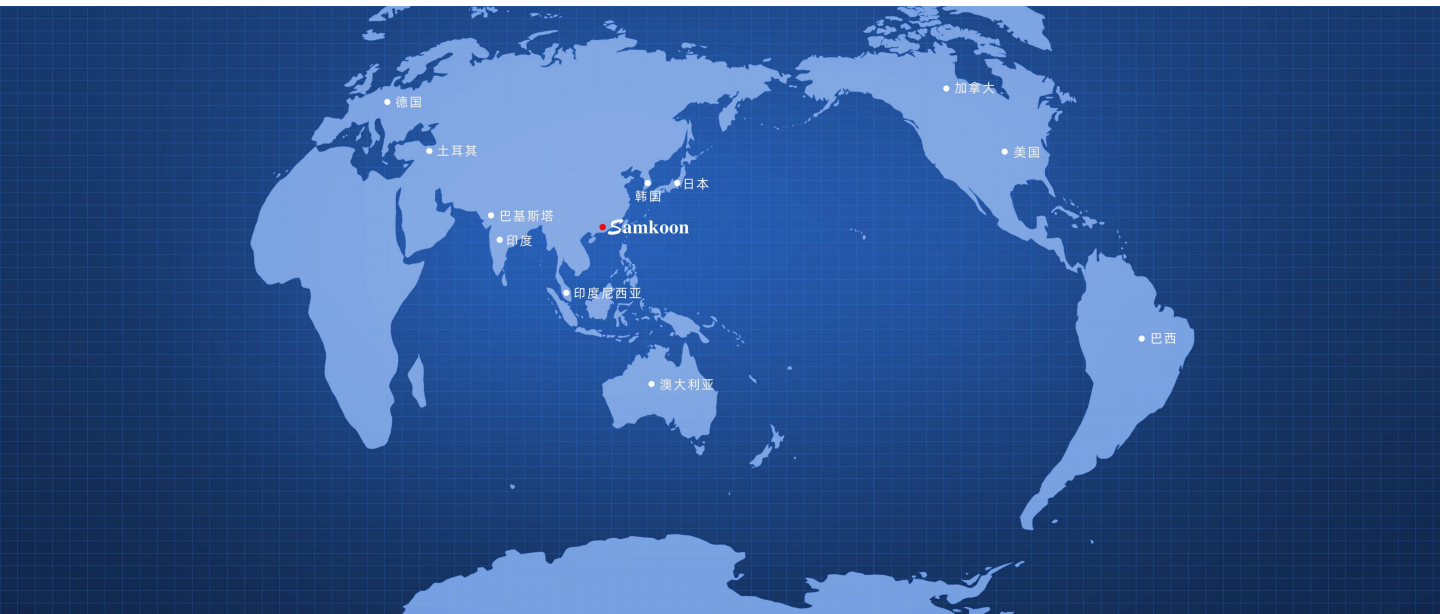 加拿大
德国
土耳其
美国
韩国
日本
巴基斯塔
Samkoon
印度
印度尼西亚
巴西
澳大利亚